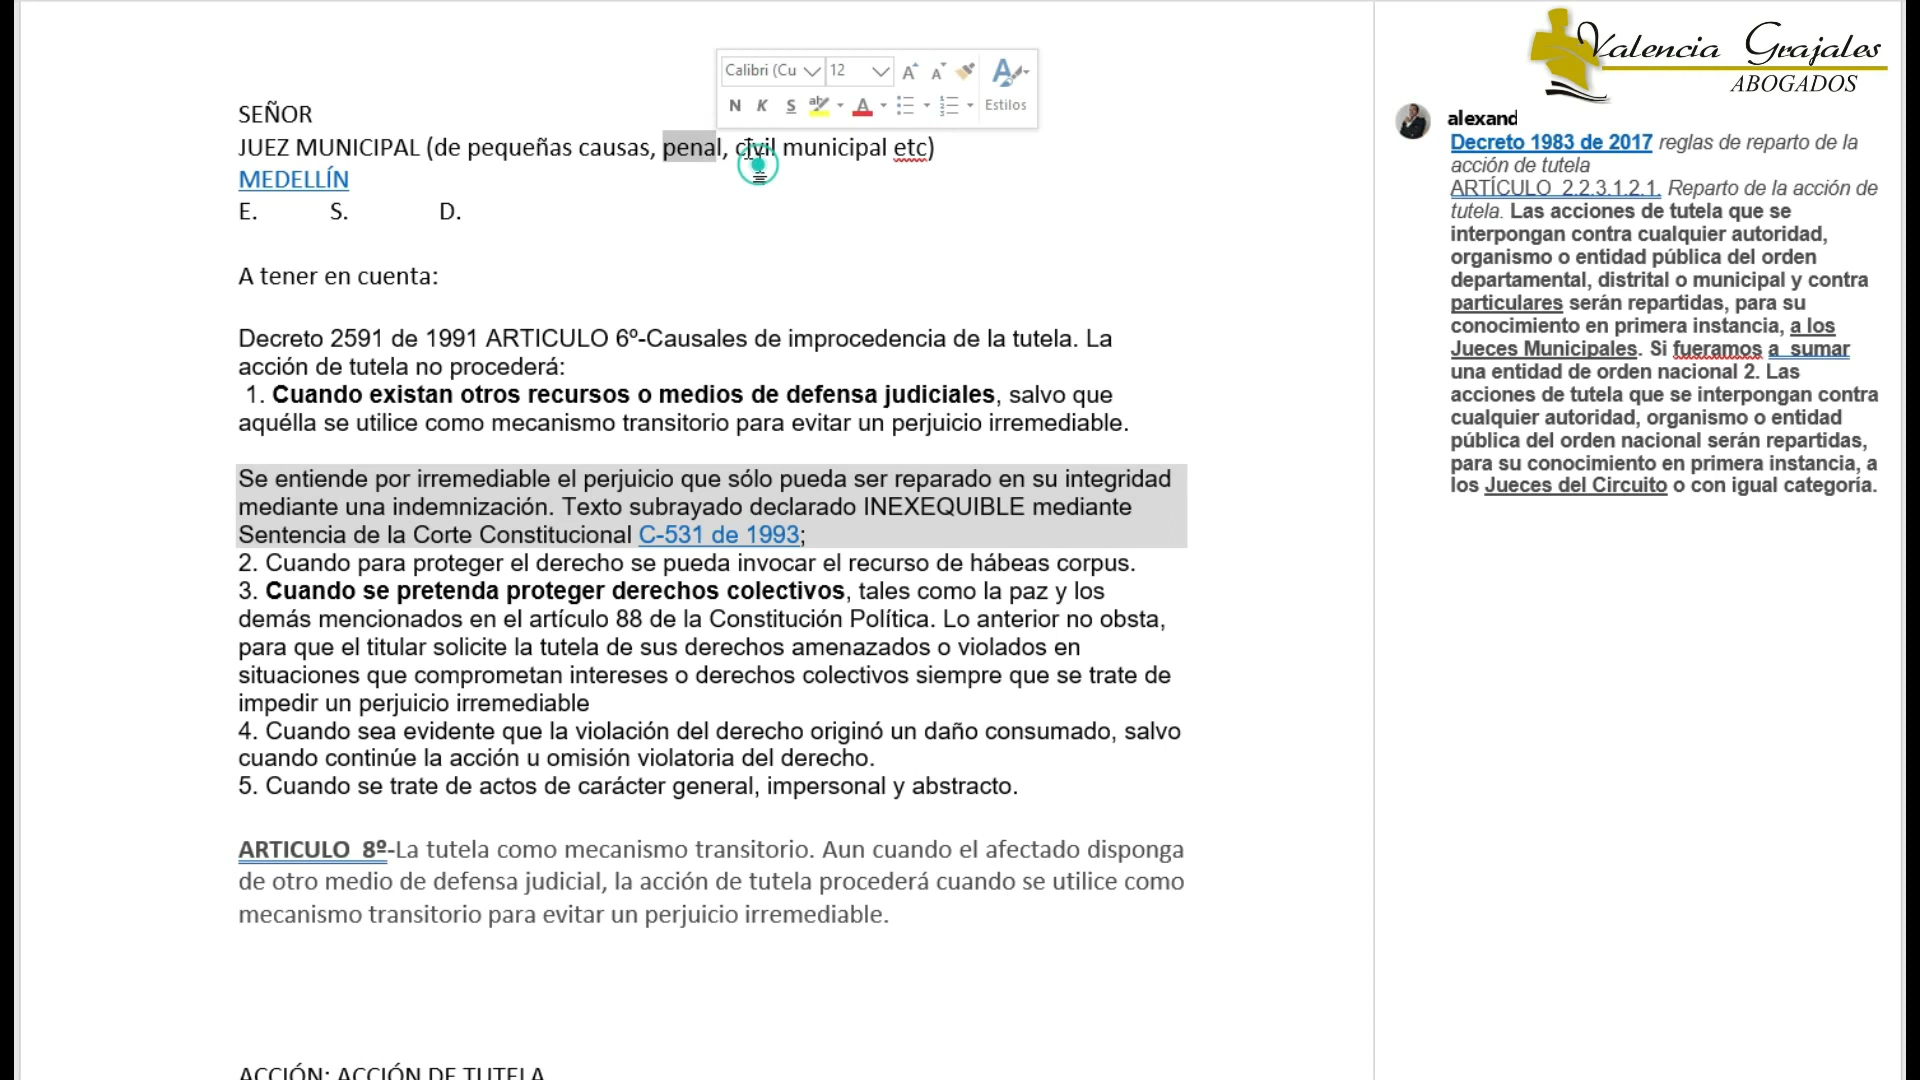 Valencia Grajales
ABOGADOS
Calibri (Cu 12
N K S Estilos
SEÑOR
JUEZ MUNICIPAL (de pequeñas causas, penal, civil municipal etc)
MEDELLÍN
E. S. D.
A tener en cuenta:
Decreto 2591 de 1991 ARTICULO 6º-Causales de improcedencia de la tutela. La
acción de tutela no procederá:
1. Cuando existan otros recursos o medios de defensa judiciales, salvo que
aquélla se utilice como mecanismo transitorio para evitar un perjuicio irremediable.
Se entiende por irremediable el perjuicio que sólo pueda ser reparado en su integridad
mediante una indemnización. Texto subrayado declarado INEXEQUIBLE mediante
Sentencia de la Corte Constitucional C-531 de 1993;
2. Cuando para proteger el derecho se pueda invocar el recurso de hábeas corpus.
3. Cuando se pretenda proteger derechos colectivos, tales como la paz y los
demás mencionados en el artículo 88 de la Constitución Política. Lo anterior no obsta,
para que el titular solicite la tutela de sus derechos amenazados o violados en
situaciones que comprometan intereses o derechos colectivos siempre que se trate de
impedir un perjuicio irremediable
4. Cuando sea evidente que la violación del derecho originó un daño consumado, salvo
cuando continúe la acción u omisión violatoria del derecho.
5. Cuando se trate de actos de carácter general, impersonal y abstracto.
ARTICULO 8º-La tutela como mecanismo transitorio. Aun cuando el afectado disponga
de otro medio de defensa judicial, la acción de tutela procederá cuando se utilice como
mecanismo transitorio para evitar un perjuicio irremediable.
ACCIÓN: ACCIÓN DE TUTELA
alexand
Decreto 1983 de 2017 reglas de reparto de la
acción de tutela
ARTÍCULO 2.2.3.1.2.1. Reparto de la acción de
tutela. Las acciones de tutela que se
interpongan contra cualquier autoridad,
organismo o entidad pública del orden
departamental, distrital o municipal y contra
particulares serán repartidas, para su
conocimiento en primera instancia, a los
Jueces Municipales. Si fueramos a sumar
una entidad de orden nacional 2. Las
acciones de tutela que se interpongan contra
cualquier autoridad, organismo o entidad
pública del orden nacional serán repartidas,
para su conocimiento en primera instancia, a
los Jueces del Circuito o con igual categoría.